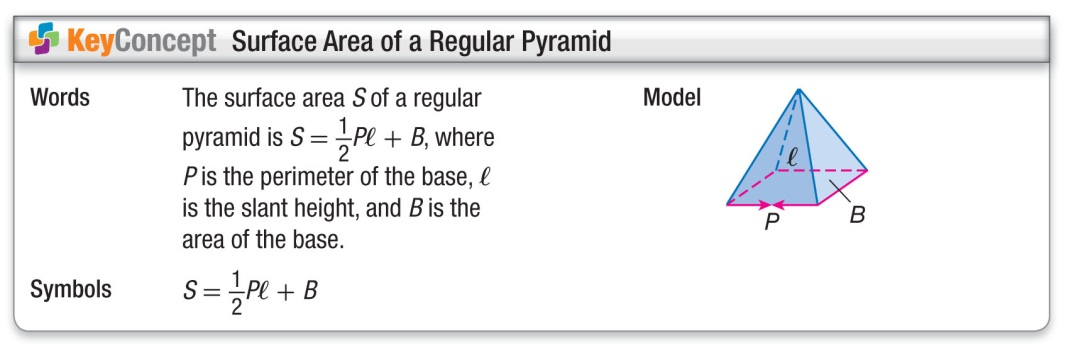 KeyConcept Surface Area of a Regular Pyramid
Words
The surface area S of a regular
pyramid is S = 1/2 Pℓ + B, where
P is the perimeter of the base, ℓ
is the slant height, and B is the
area of the base.
Model
ℓ
P
B
Symbols
S = 1/2 Pℓ + B